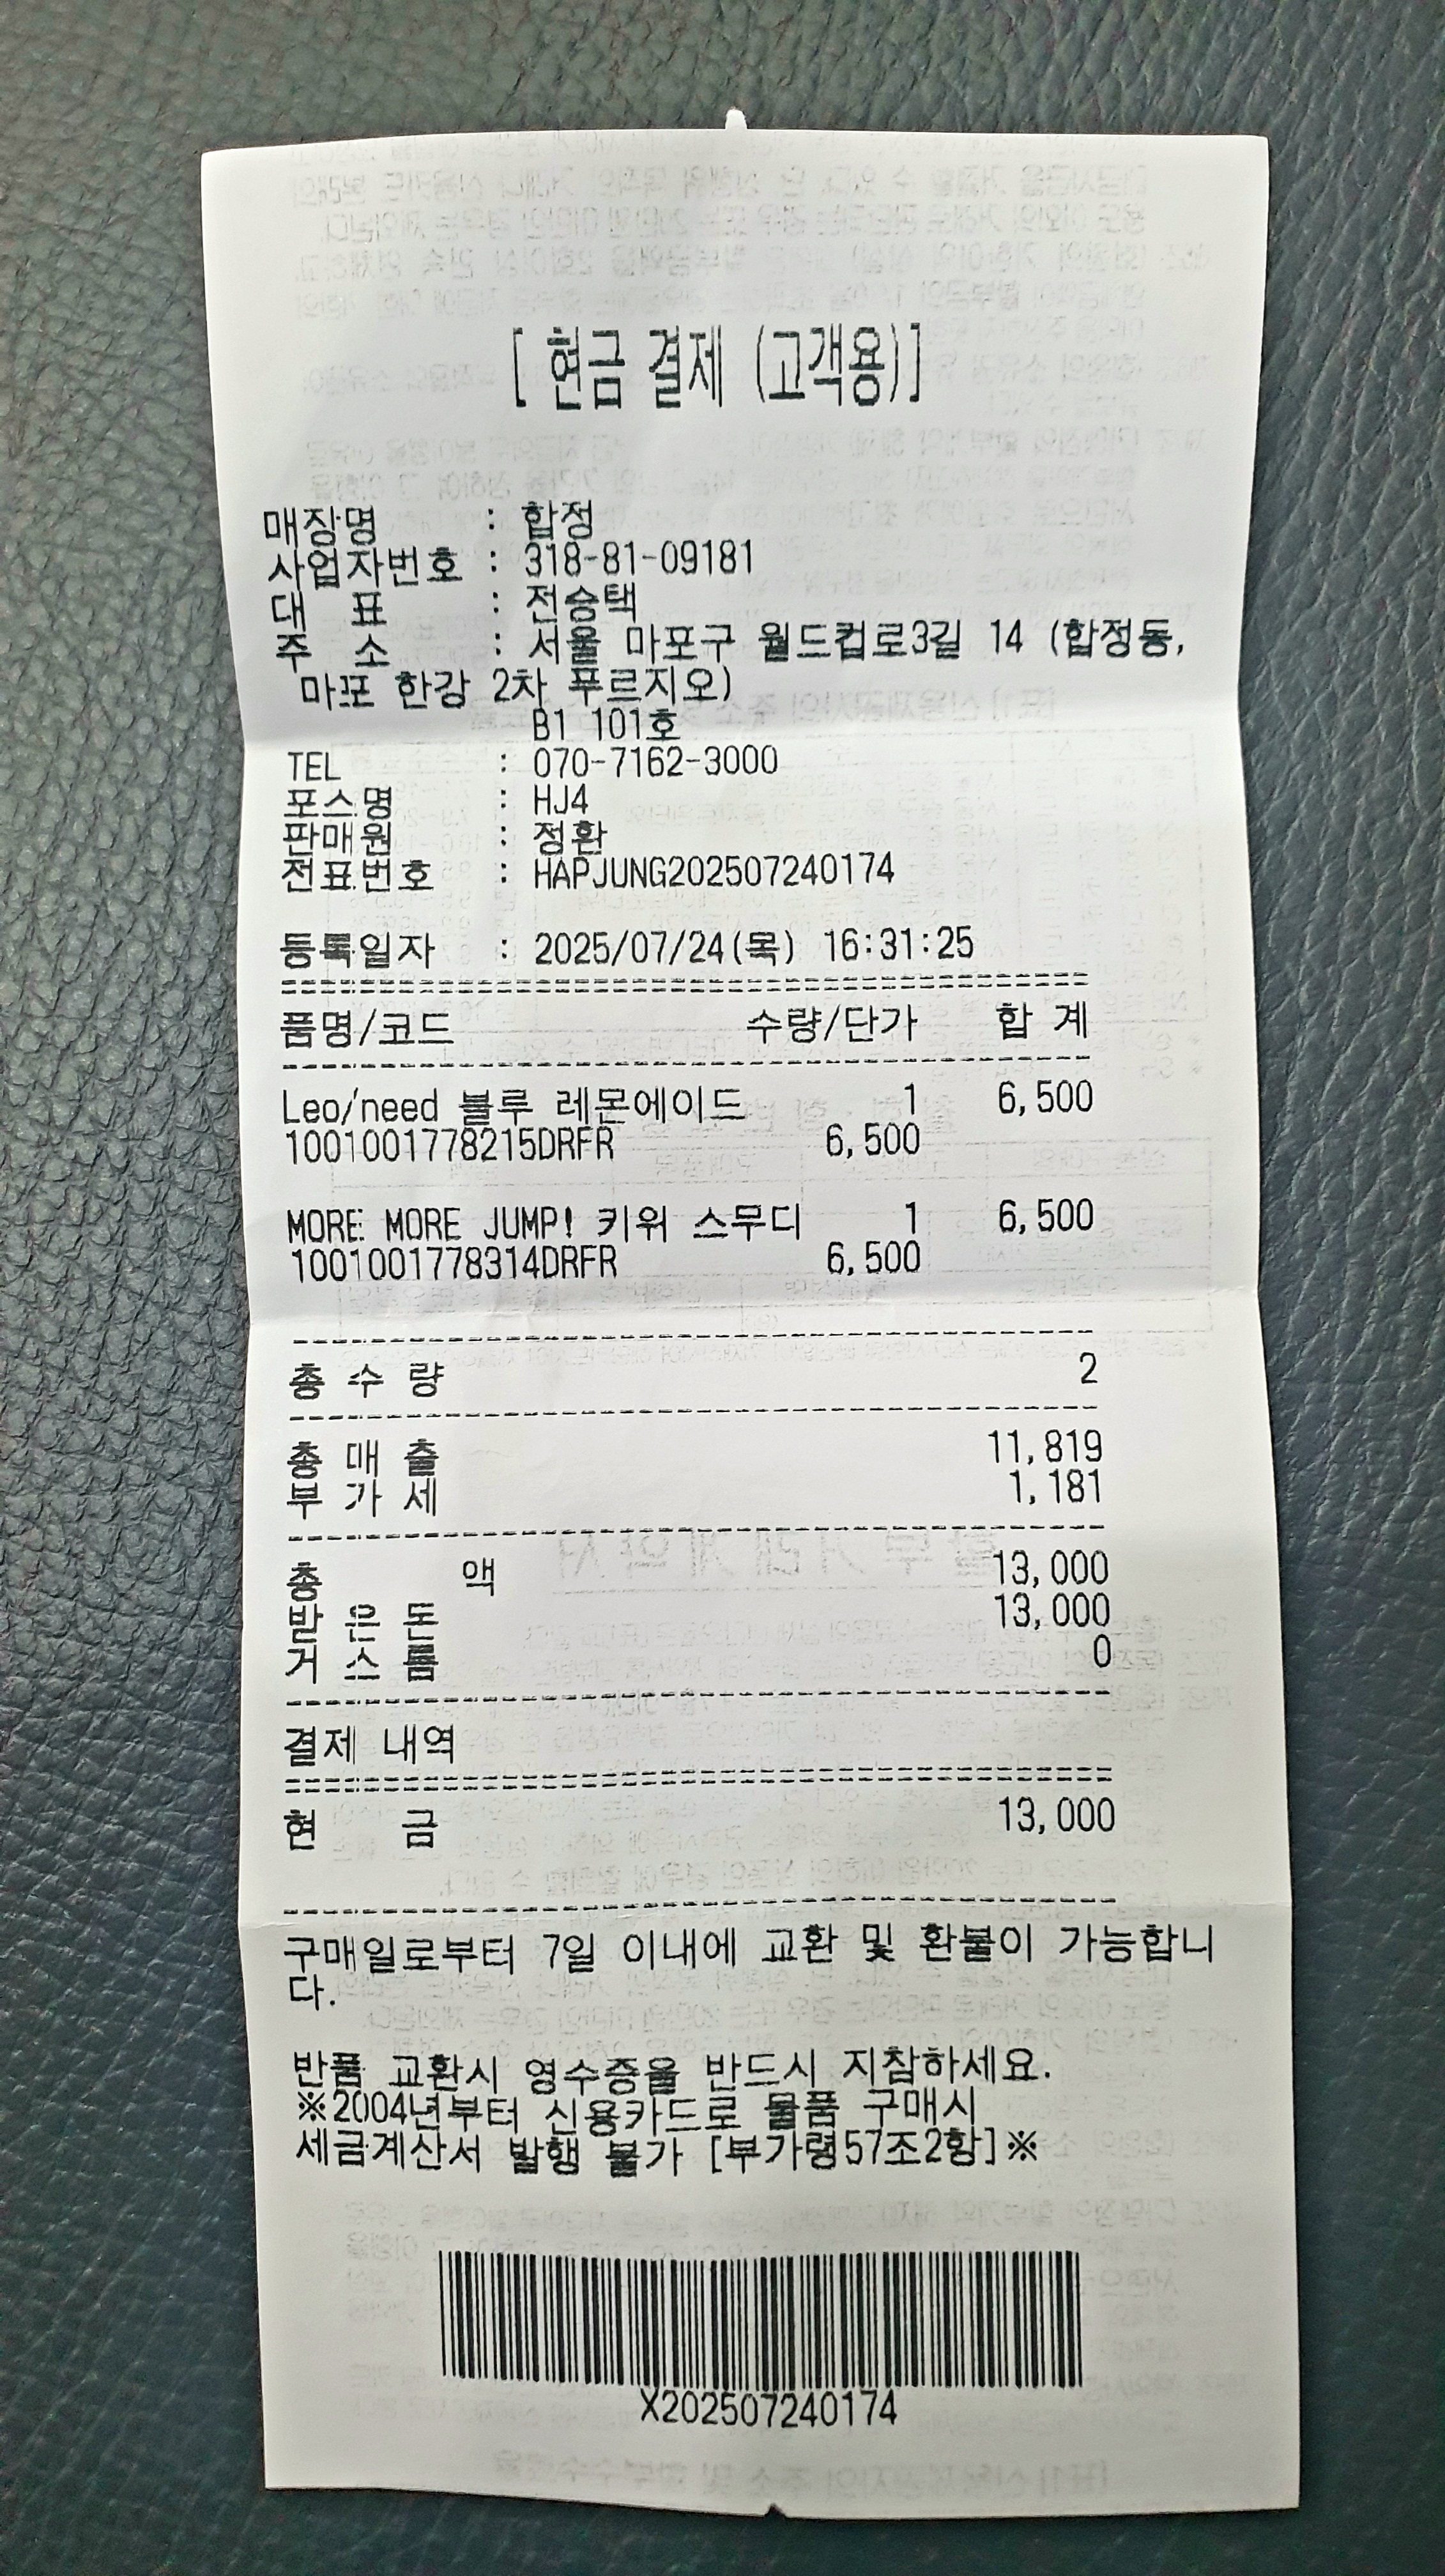 [ 현금 결제 (고객용)]
매장명 : 합정
사업자번호 : 318-81-09181
대 표 : 전승택
주 소 : 서울 마포구 월드컵로3길 14 (합정동,
마포 한강 2차 푸르지오)
B1 101호
TEL : 070-7162-3000
포스명 : HJ4
판매원 : 정환
전표번호 : HAPJUNG202507240174
등록일자 : 2025/07/24(목) 16:31:25
품명/코드 수량/단가 합 계
Leo/need 블루 레몬에이드 1 6,500
1001001778215DRFR 6,500
MORE MORE JUMP! 키위 스무디 1 6,500
1001001778314DRFR 6,500
총 수 량 2
총 매 출 11,819
부 가 세 1,181
총 액 13,000
받 은 돈 13,000
거 스 름 0
결제 내역
현 금 13,000
구매일로부터 7일 이내에 교환 및 환불이 가능합니
다.
반품 교환시 영수증을 반드시 지참하세요.
※2004년부터 신용카드로 물품 구매시
세금계산서 발행 불가 [부가령57조2항]※
X202507240174